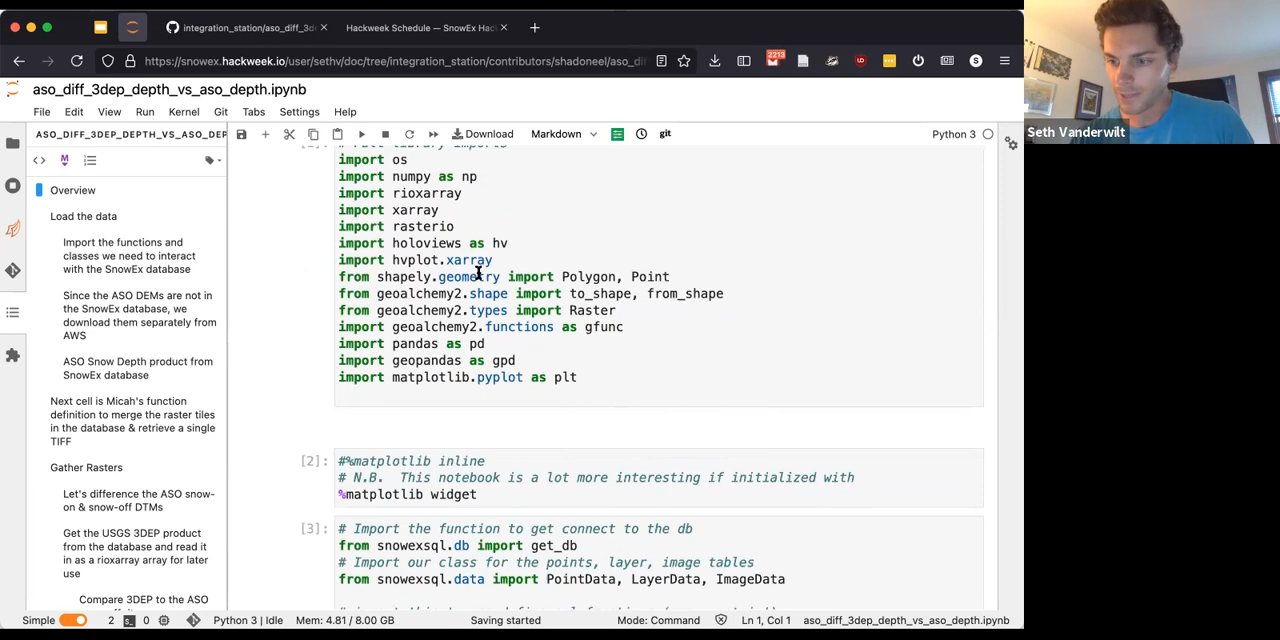 integration_station/aso_diff_3de
Hackweek Schedule — SnowEx Hac
https://snowex.hackweek.io/user/sethv/doc/tree/integration_station/contributors/shadoneel/aso_dif
2213
S
aso_diff_3dep_depth_vs_aso_depth.ipynb
File Edit View Run Kernel Git Tabs Settings Help
ASO_DIFF_3DEP_DEPTH_VS_ASO_DEP
Download
Markdown
git
Python 3
Overview
Load the data
Import the functions and
classes we need to interact
with the SnowEx database
Since the ASO DEMs are not in
the SnowEx database, we
download them separately from
AWS
ASO Snow Depth product from
SnowEx database
Next cell is Micah's function
definition to merge the raster tiles
in the database & retrieve a single
TIFF
Gather Rasters
Let's difference the ASO snow-
on & snow-off DTMs
Get the USGS 3DEP product
from the database and read it
in as a rioxarray array for later
use
Compare 3DEP to the ASO
import os
import numpy as np
import rioxarray
import xarray
import rasterio
import holoviews as hv
import hvplot.xarray
from shapely.geometry import Polygon, Point
from geoalchemy2.shape import to_shape, from_shape
from geoalchemy2.types import Raster
import geoalchemy2.functions as gfunc
import pandas as pd
import geopandas as gpd
import matplotlib.pyplot as plt
[2]:
#%matplotlib inline
# N.B. This notebook is a lot more interesting if initialized with
%matplotlib widget
[3]:
# Import the function to get connect to the db
from snowexsql.db import get_db
# Import our class for the points, layer, image tables
from snowexsql.data import PointData, LayerData, ImageData
Simple 2 0 Python 3 | Idle Mem: 4.81 / 8.00 GB Saving started Mode: Command Ln 1, Col 1 aso_diff_3dep_depth_vs_aso_depth.ipynb
Seth Vanderwilt